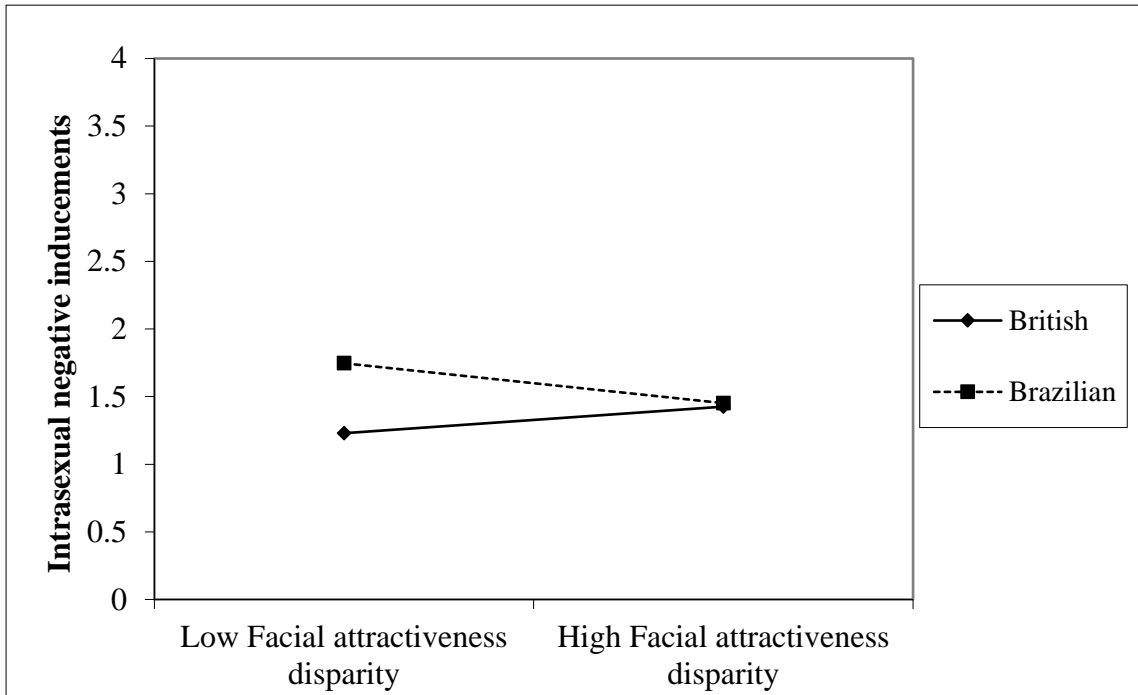 4
3.5
3
2.5
2
1.5
1
0.5
0
Intrasexual negative inducements
Low Facial attractiveness
disparity
High Facial attractiveness
disparity
British
Brazilian